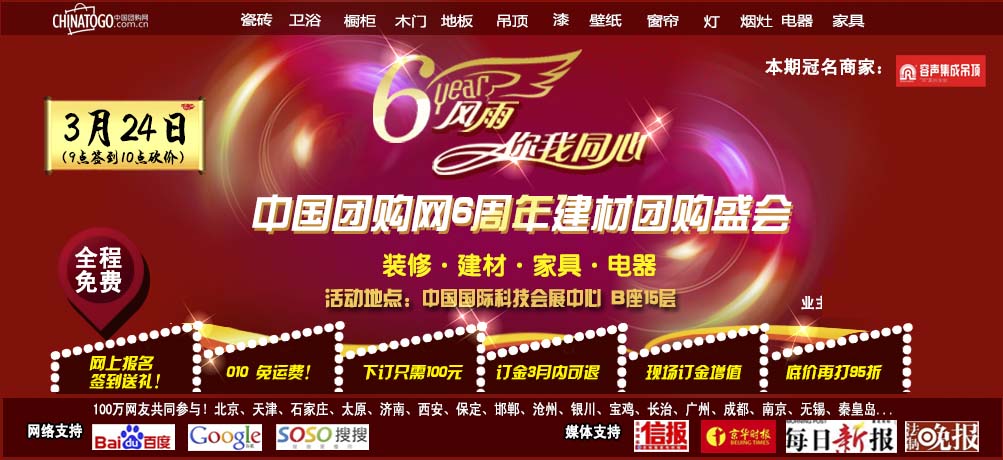 CHINATOGO 中国团购网
.com.cn
瓷砖 卫浴 橱柜 木门 地板 吊顶 漆 壁纸 窗帘 灯 烟灶 电器 家具
本期冠名商家：
容声集成吊顶
6 year 风雨
你我同心
3月24日
(9点签到10点砍价)
中国团购网6周年建材团购盛会
装修·建材·家具·电器
活动地点：中国国际科技会展中心 B座15层
全程
免费
业主
网上报名
签到送礼！
010 免运费！
下订只需100元
订金3月内可退
现场订金增值
底价再打95折
100万网友共同参与！北京、天津、石家庄、太原、济南、西安、保定、邯郸、沧州、银川、宝鸡、长治、广州、成都、南京、无锡、秦皇岛...
网络支持
Bai du 百度
Google
SOSO 搜搜
媒体支持
信报
京华时报
BEIJING TIMES
MORNING POST
每日新报
法制晚报